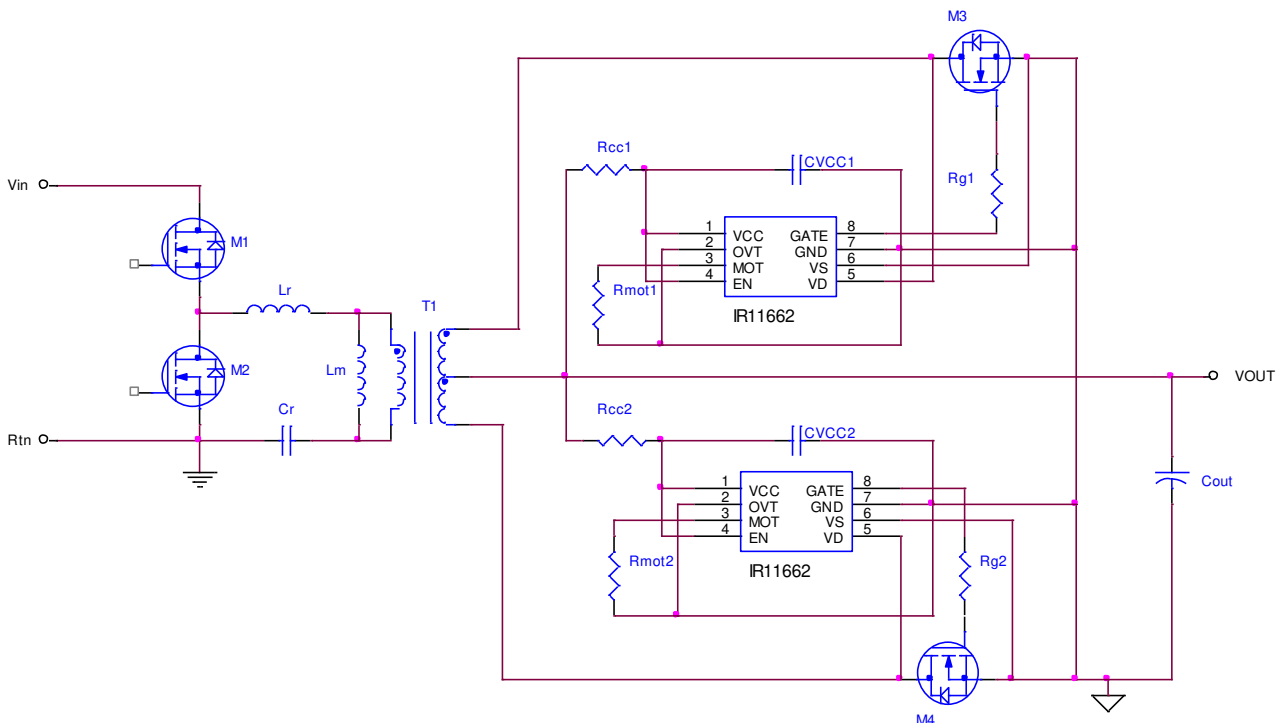 M3
Rcc1
CVCC1
Rg1
Vin
M1
1 VCC GATE 8
2 OVT GND 7
3 MOT VS 6
4 EN VD 5
Rmot1
IR11662
Lr
T1
M2
Lm
VOUT
Rcc2
Cr
CVCC2
Rtn
1 VCC GATE 8
2 OVT GND 7
3 MOT VS 6
4 EN VD 5
Cout
Rmot2
Rg2
IR11662
M4